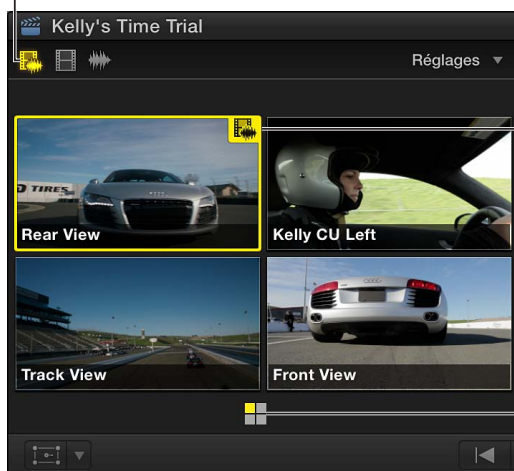 Kelly's Time Trial
Réglages
TIRES
Rear View
Kelly CU Left
Track View
Front View